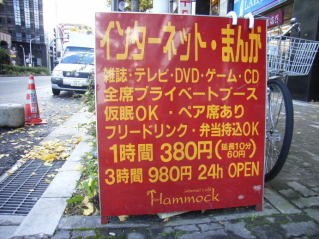 インターネット・まんが
雑誌・テレビ・DVD・ゲーム・CD
全席プライベートブース
仮眠OK・ペア席あり
フリードリンク・弁当持込OK
1時間 380円(延長10分60円)
3時間 980円 24h OPEN
internet cafe
Hammock